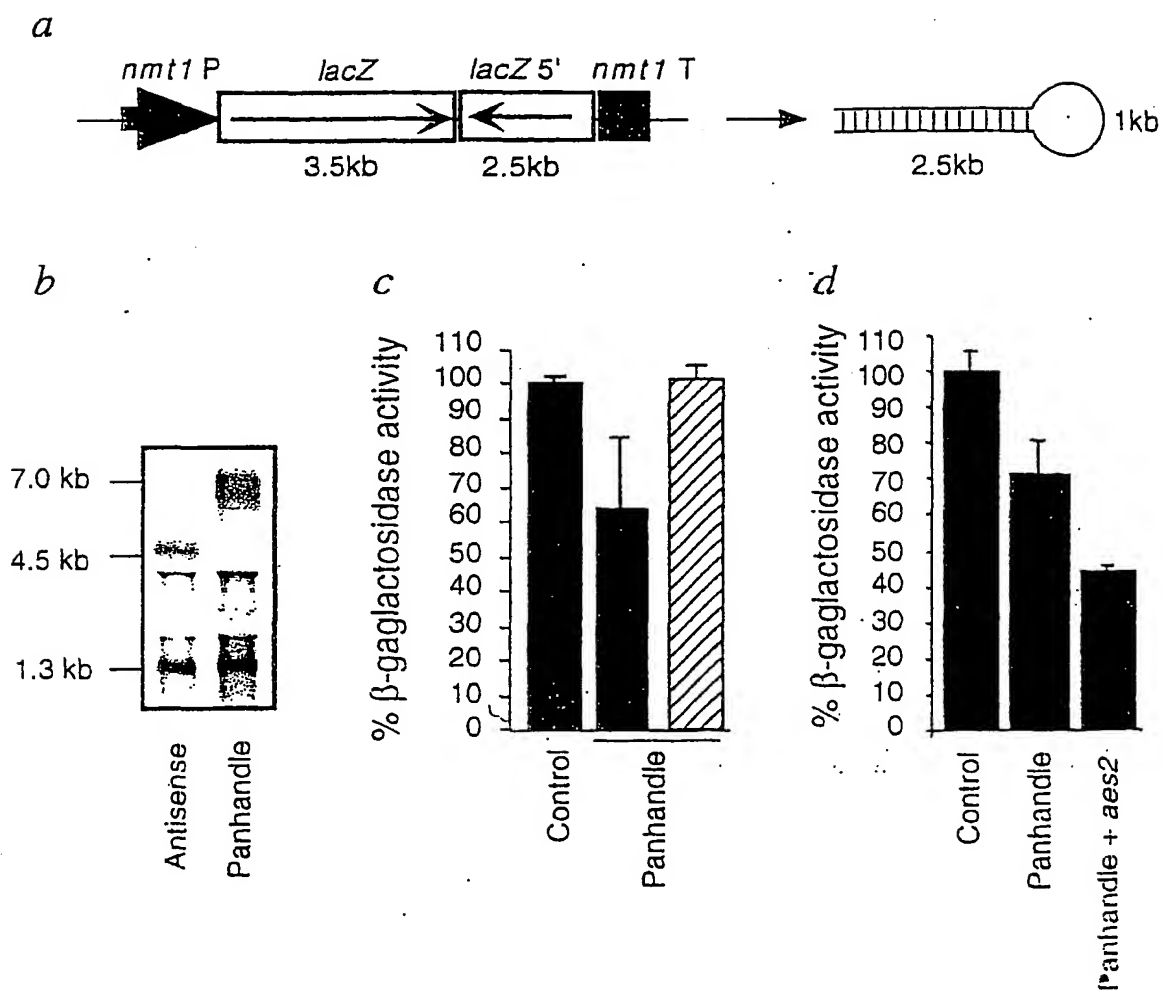 a
nmt1 P lacZ lacZ 5' nmt1 T
3.5kb 2.5kb
2.5kb
1kb
b
7.0 kb
4.5 kb
1.3 kb
Antisense
Panhandle
c
% β-gaglactosidase activity
110
100
90
80
70
60
50
40
30
20
10
0
Control
Panhandle
d
% β-gaglactosidase activity
110
100
90
80
70
60
50
40
30
20
10
0
Control
Panhandle
Panhandle + aes2